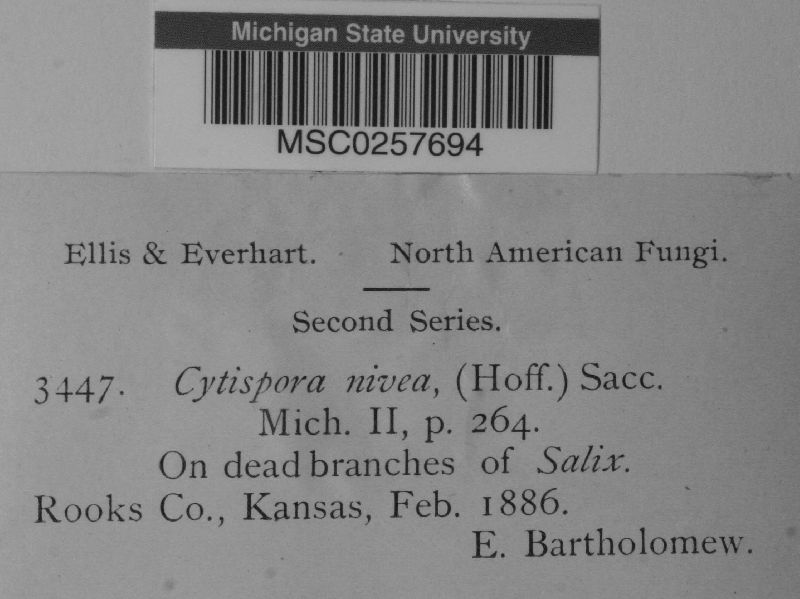 Michigan State University
MSC0257694
Ellis & Everhart. North American Fungi.
Second Series.
3447. Cytispora nivea, (Hoff.) Sacc.
Mich. II, p. 264.
On dead branches of Salix.
Rooks Co., Kansas, Feb. 1886.
E. Bartholomew.